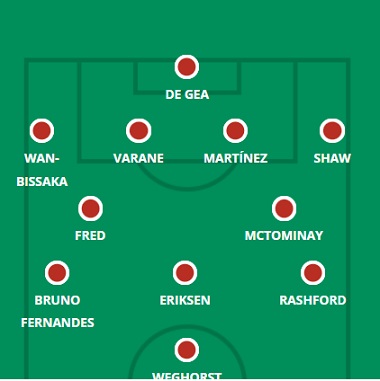 DE GEA
WAN-
BISSAKA
VARANE
MARTÍNEZ
SHAW
FRED
MCTOMINAY
BRUNO
FERNANDES
ERIKSEN
RASHFORD
WEGHORST